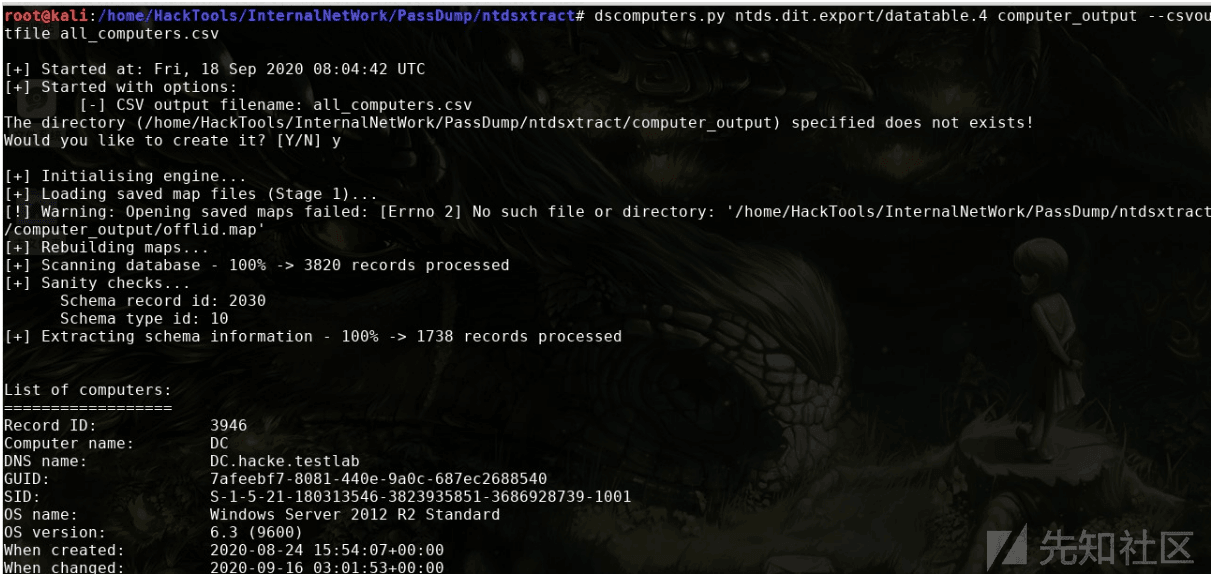 root@kali:/home/HackTools/InternalNetWork/PassDump/ntdsxtract# dscomputers.py ntds.dit.export/datatable.4 computer_output --csvou
tfile all_computers.csv
[+] Started at: Fri, 18 Sep 2020 08:04:42 UTC
[+] Started with options:
[-] CSV output filename: all_computers.csv
The directory (/home/HackTools/InternalNetWork/PassDump/ntdsxtract/computer_output) specified does not exists!
Would you like to create it? [Y/N] y
[+] Initialising engine...
[+] Loading saved map files (Stage 1)...
[!] Warning: Opening saved maps failed: [Errno 2] No such file or directory: '/home/HackTools/InternalNetWork/PassDump/ntdsxtract
/computer_output/offlid.map'
[+] Rebuilding maps...
[+] Scanning database - 100% -> 3820 records processed
[+] Sanity checks...
Schema record id: 2030
Schema type id: 10
[+] Extracting schema information - 100% -> 1738 records processed
List of computers:
==================
Record ID: 3946
Computer name: DC
DNS name: DC.hacke.testlab
GUID: 7afeebf7-8081-440e-9a0c-687ec2688540
SID: S-1-5-21-180313546-3823935851-3686928739-1001
OS name: Windows Server 2012 R2 Standard
OS version: 6.3 (9600)
When created: 2020-08-24 15:54:07+00:00
When changed: 2020-09-16 03:01:53+00:00
先知社区